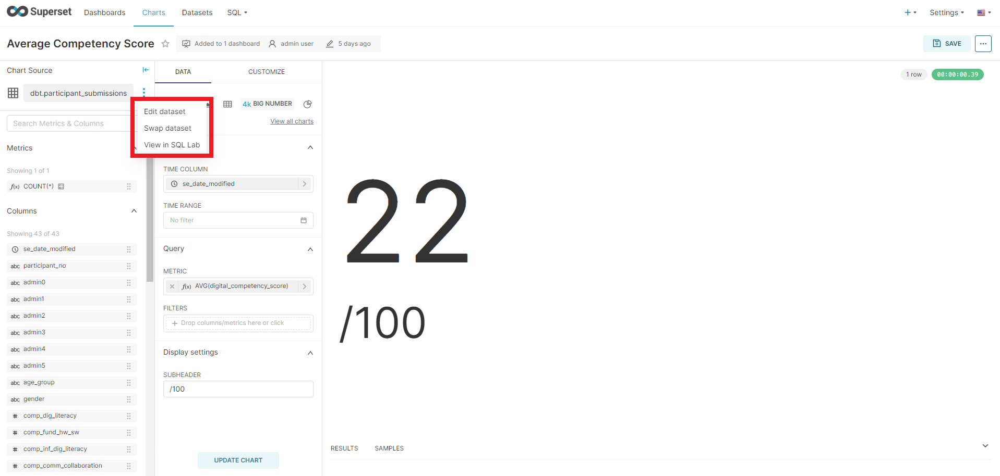 Superset
Dashboards
Charts
Datasets
SQL
Settings
Average Competency Score
Added to 1 dashboard
admin user
5 days ago
SAVE
...
Chart Source
dbt.participant_submissions
Edit dataset
Swap dataset
View in SQL Lab
Search Metrics & Columns
Metrics
Showing 1 of 1
f(x) COUNT(*)
Columns
Showing 43 of 43
se_date_modified
abc participant_no
abc admin0
abc admin1
abc admin2
abc admin3
abc admin4
abc admin5
abc age_group
abc gender
# comp_dig_literacy
# comp_fund_hw_sw
# comp_inf_dig_literacy
# comp_comm_collaboration
DATA
CUSTOMIZE
4k BIG NUMBER
View all charts
TIME COLUMN
se_date_modified
TIME RANGE
No filter
Query
METRIC
f(x) AVG(digital_competency_score)
FILTERS
+ Drop columns/metrics here or click
Display settings
SUBHEADER
/100
UPDATE CHART
1 row
00:00:00.39
22
/100
RESULTS
SAMPLES